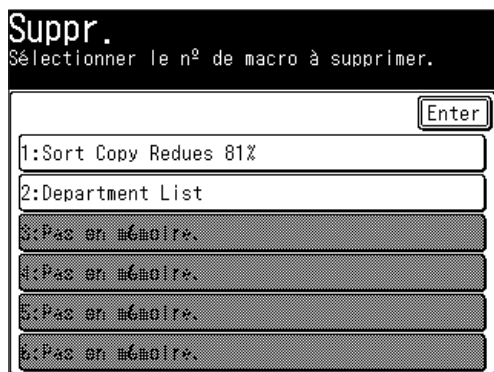 Suppr.
Sélectionner le nº de macro à supprimer.
Enter
1:Sort Copy Redues 81%
2:Department List
3:Pas en mémoire.
4:Pas en mémoire.
5:Pas en mémoire.
6:Pas en mémoire.